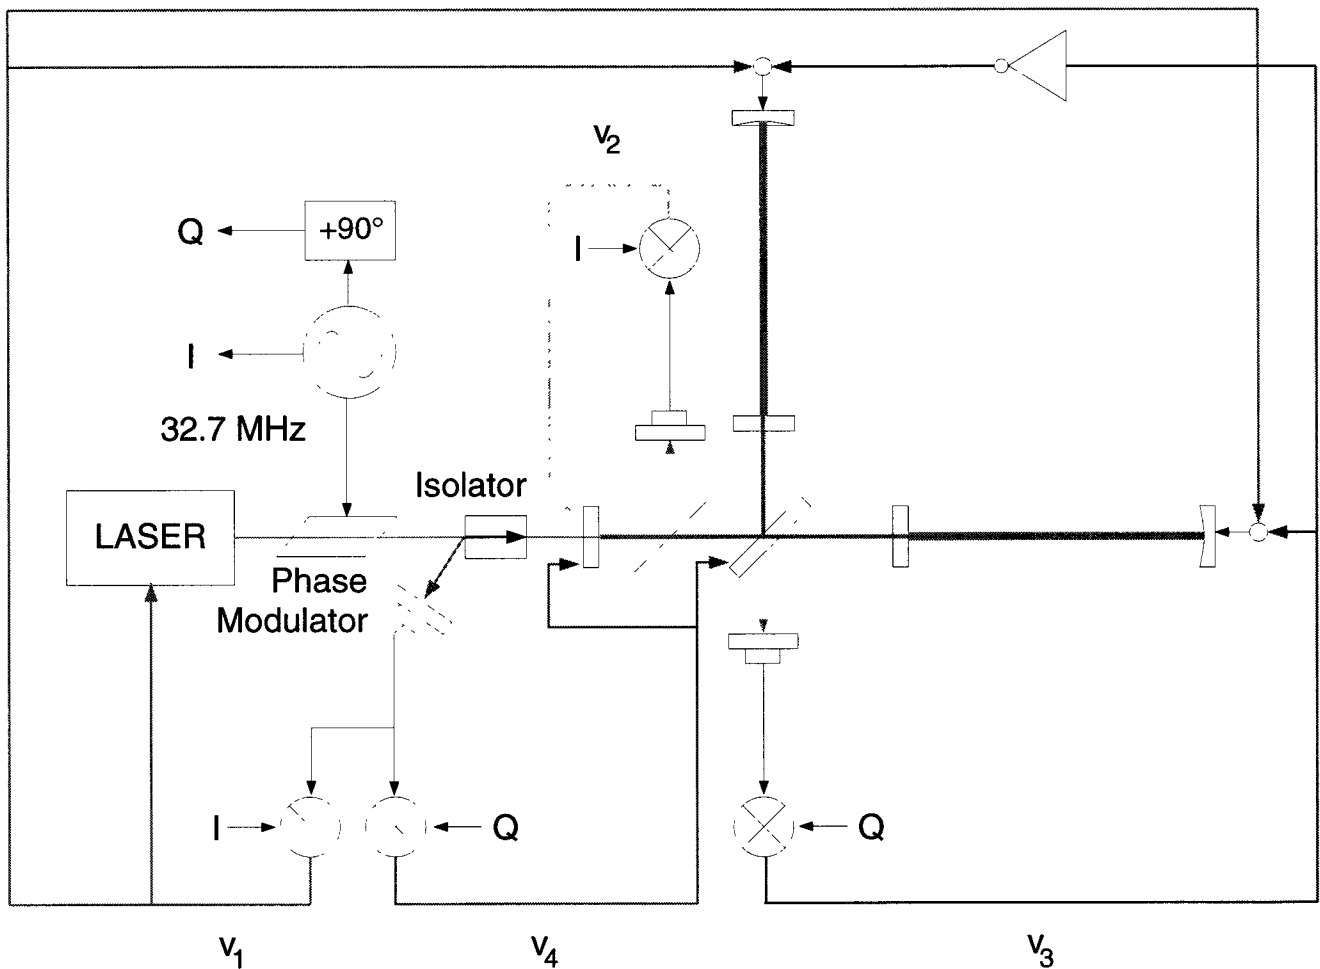 v2
Q
+90°
I
I
32.7 MHz
Isolator
LASER
Phase
Modulator
I
Q
Q
v1
v4
v3